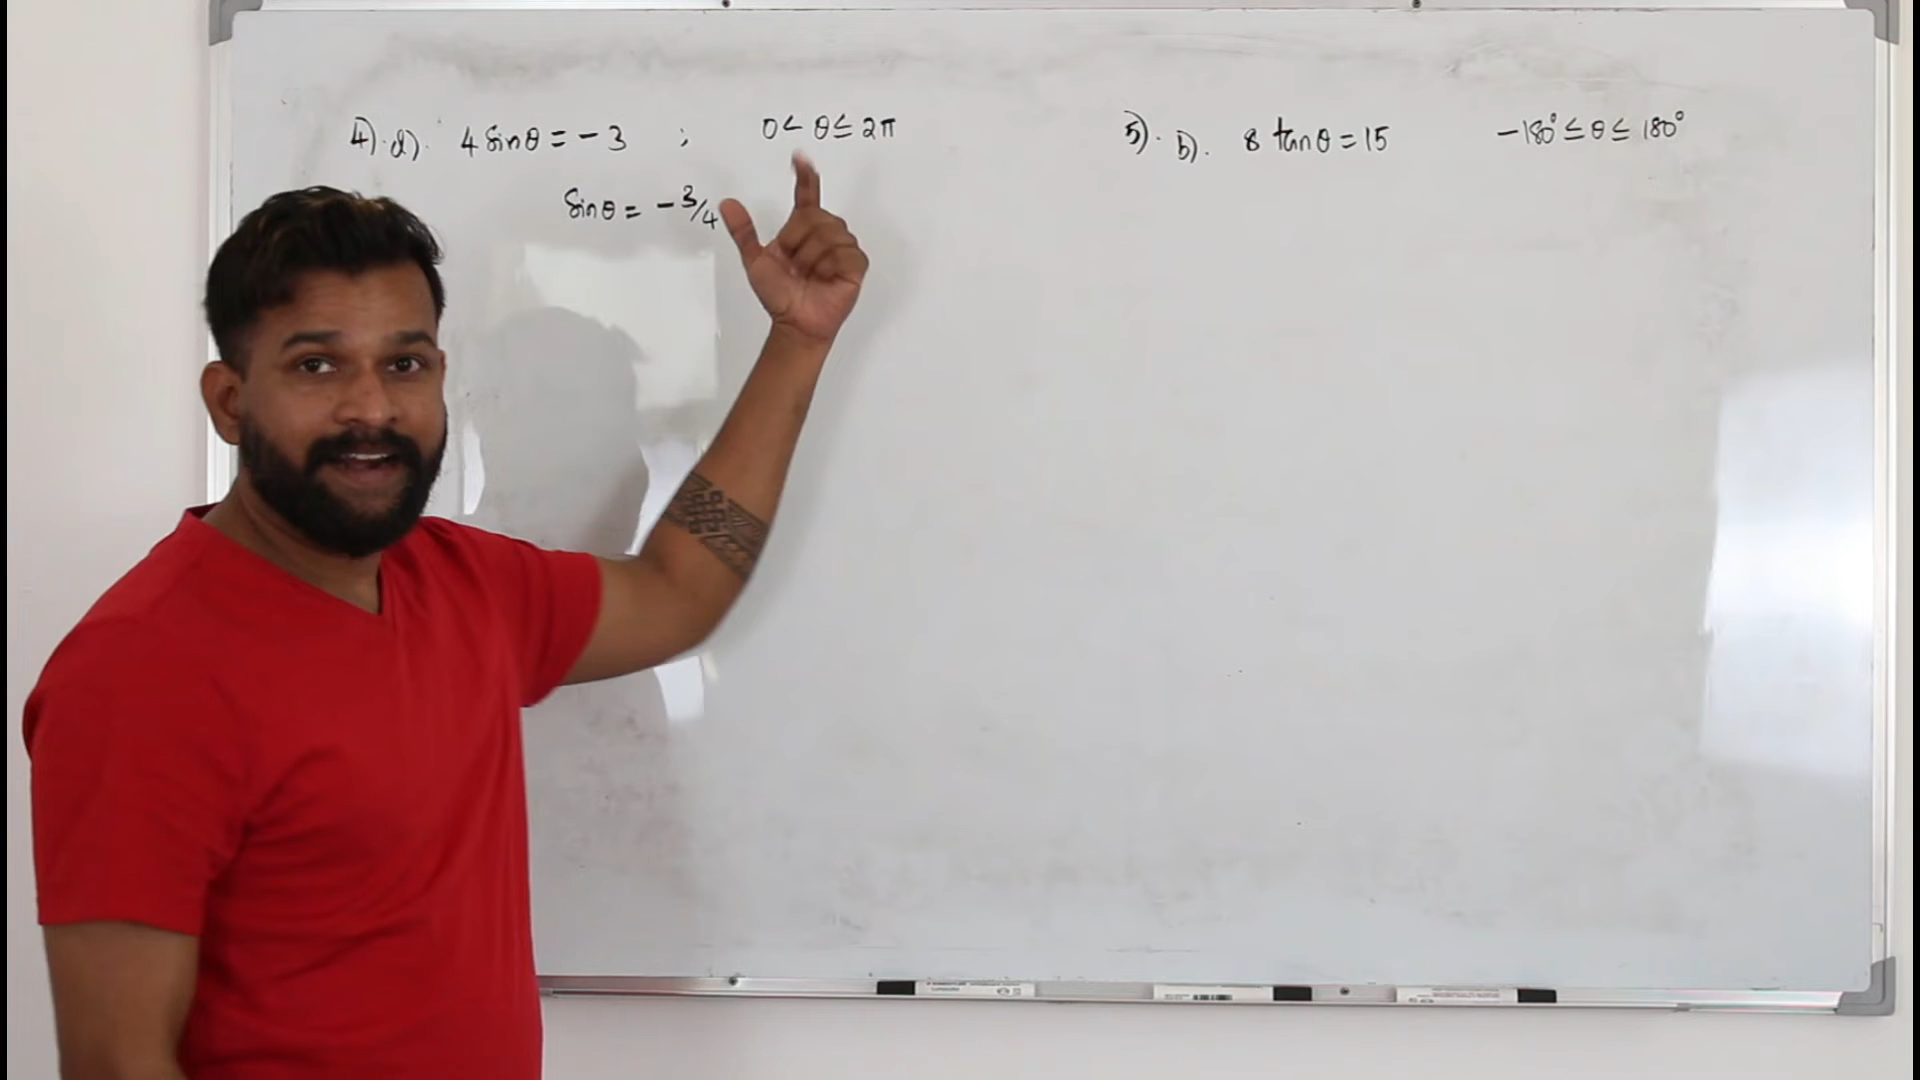 4). d). 4 Sinθ = - 3 ; 0 < θ ≤ 2π
Sinθ = - 3/4
5). b). 8 tanθ = 15 -180° ≤ θ ≤ 180°